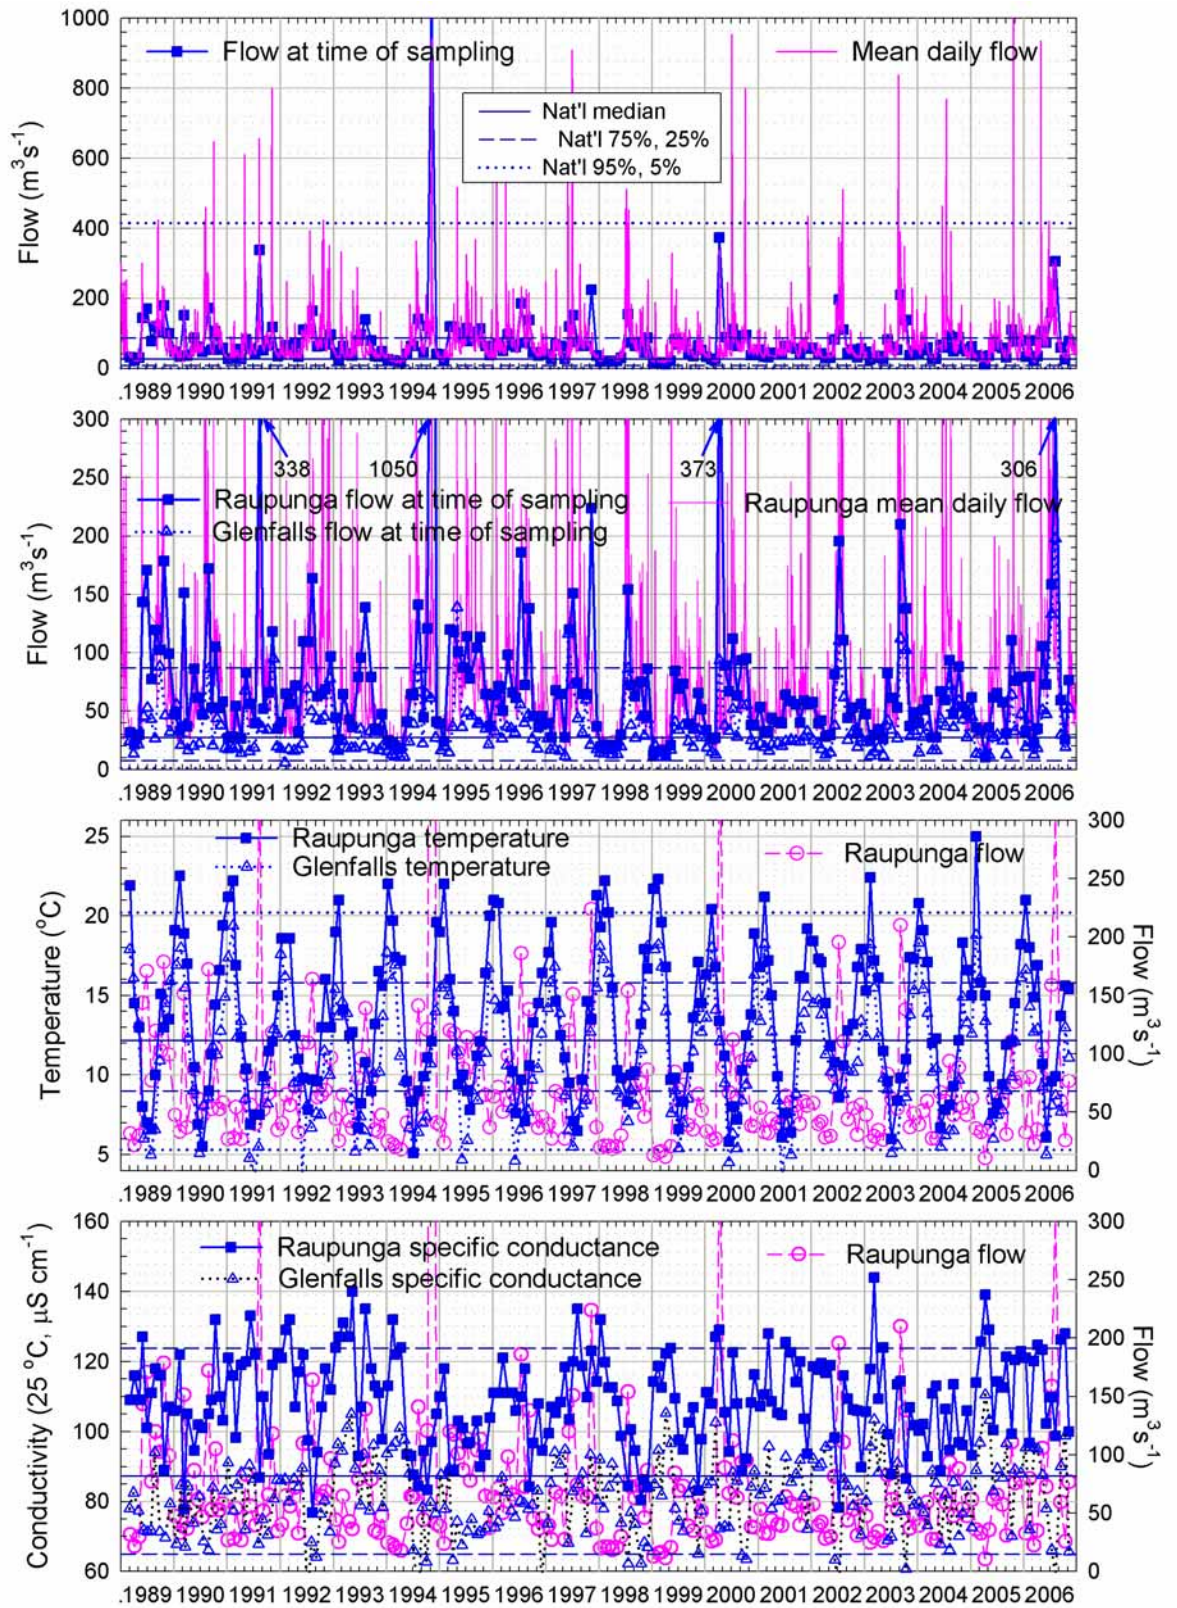 1000
Flow at time of sampling
Mean daily flow
800
Nat'l median
Nat'l 75%, 25%
Nat'l 95%, 5%
600
400
200
0
Flow (m³s⁻¹)
.1989 1990 1991 1992 1993 1994 1995 1996 1997 1998 1999 2000 2001 2002 2003 2004 2005 2006
300
338 1050 373 306
250
Raupunga flow at time of sampling
Raupunga mean daily flow
Glenfalls flow at time of sampling
200
150
100
50
0
Flow (m³s⁻¹)
.1989 1990 1991 1992 1993 1994 1995 1996 1997 1998 1999 2000 2001 2002 2003 2004 2005 2006
25
Raupunga temperature
Glenfalls temperature
Raupunga flow
20
15
10
5
Temperature (°C)
300
250
200
150
100
50
0
Flow (m³s⁻¹)
.1989 1990 1991 1992 1993 1994 1995 1996 1997 1998 1999 2000 2001 2002 2003 2004 2005 2006
160
Raupunga specific conductance
Glenfalls specific conductance
Raupunga flow
140
120
100
80
60
Conductivity (25 °C, µS cm⁻¹)
300
250
200
150
100
50
0
Flow (m³s⁻¹)
.1989 1990 1991 1992 1993 1994 1995 1996 1997 1998 1999 2000 2001 2002 2003 2004 2005 2006